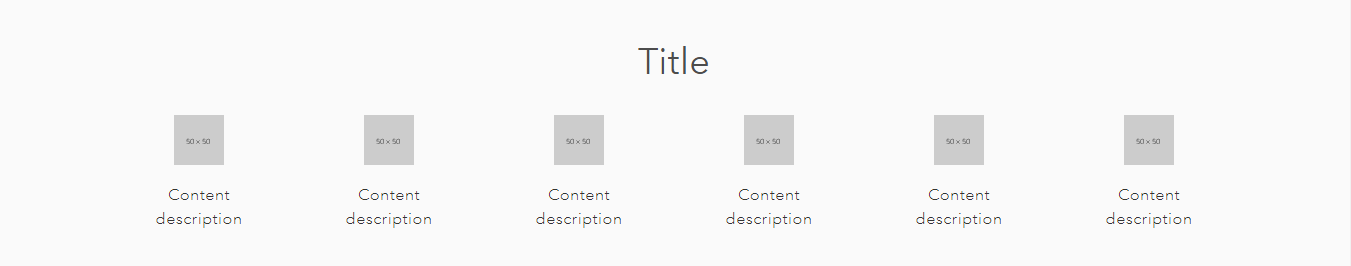 Title
50 × 50 50 × 50 50 × 50 50 × 50 50 × 50 50 × 50
Content Content Content Content Content Content
description description description description description description